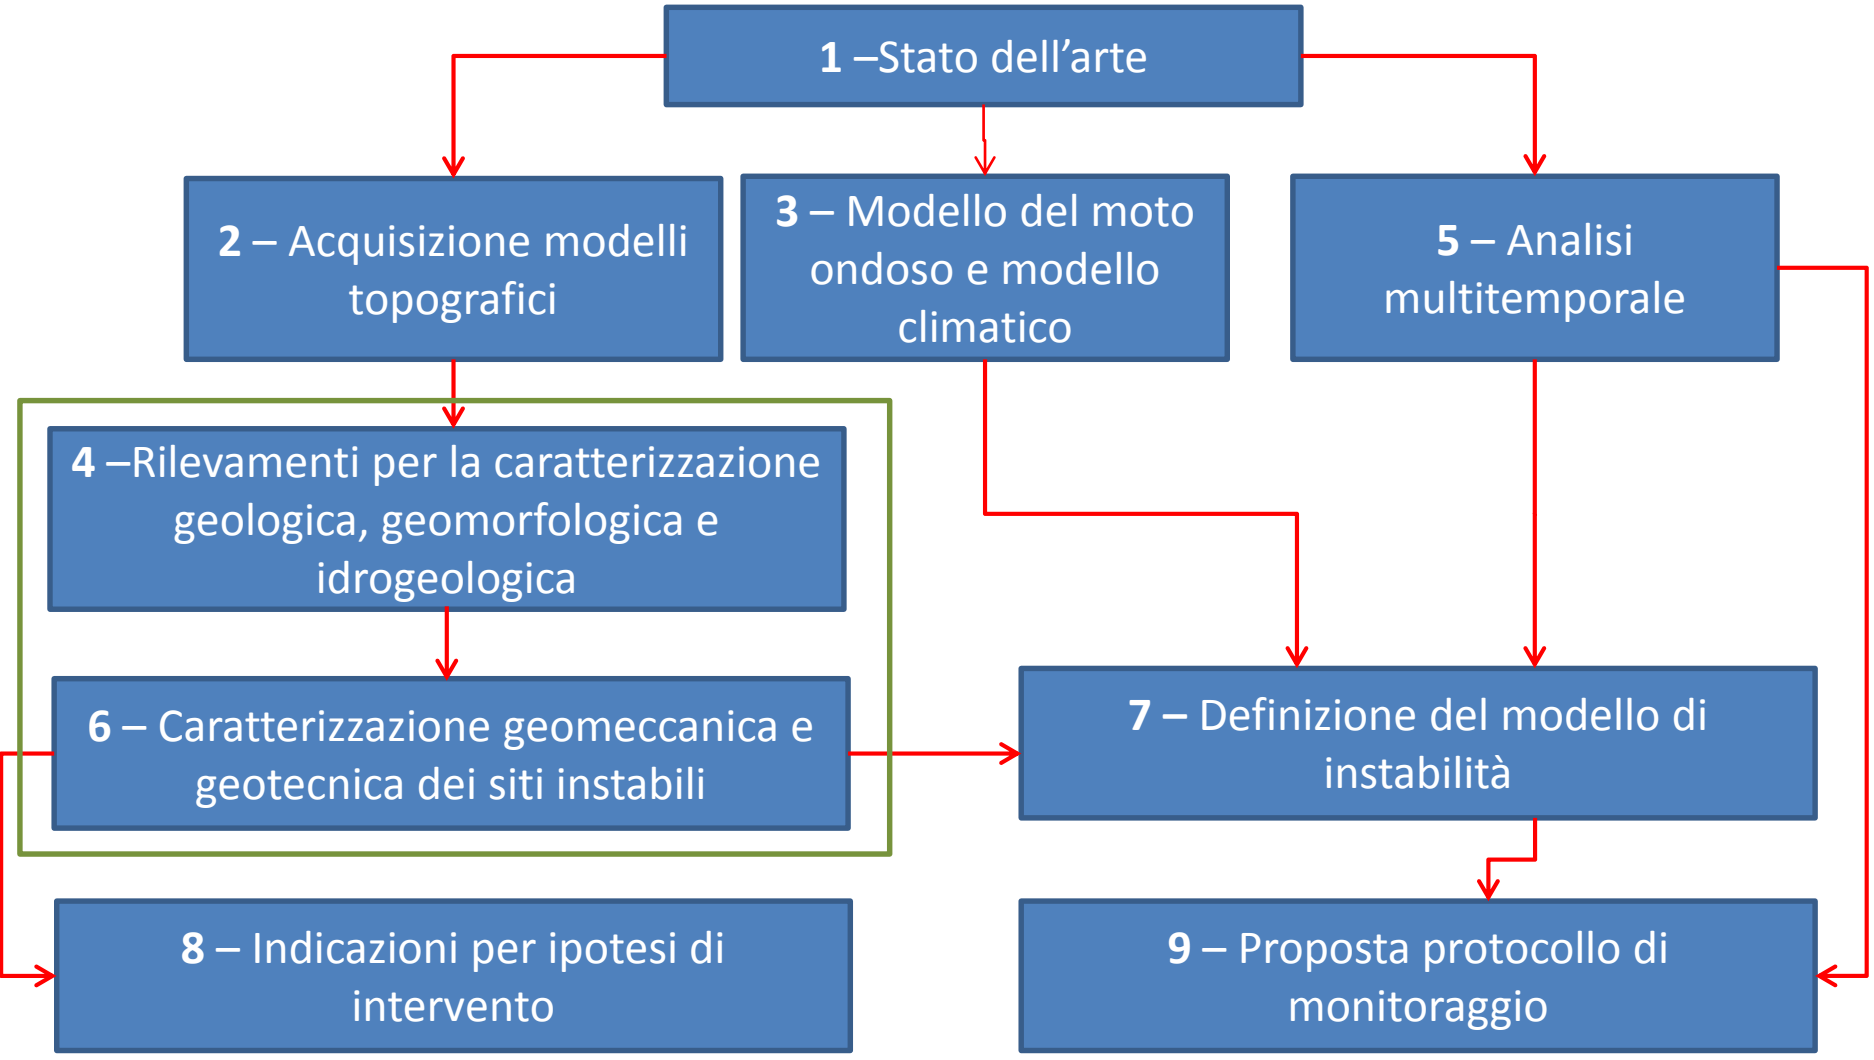 1 –Stato dell’arte
2 – Acquisizione modelli
topografici
3 – Modello del moto
ondoso e modello
climatico
5 – Analisi
multitemporale
4 –Rilevamenti per la caratterizzazione
geologica, geomorfologica e
idrogeologica
6 – Caratterizzazione geomeccanica e
geotecnica dei siti instabili
7 – Definizione del modello di
instabilità
8 – Indicazioni per ipotesi di
intervento
9 – Proposta protocollo di
monitoraggio